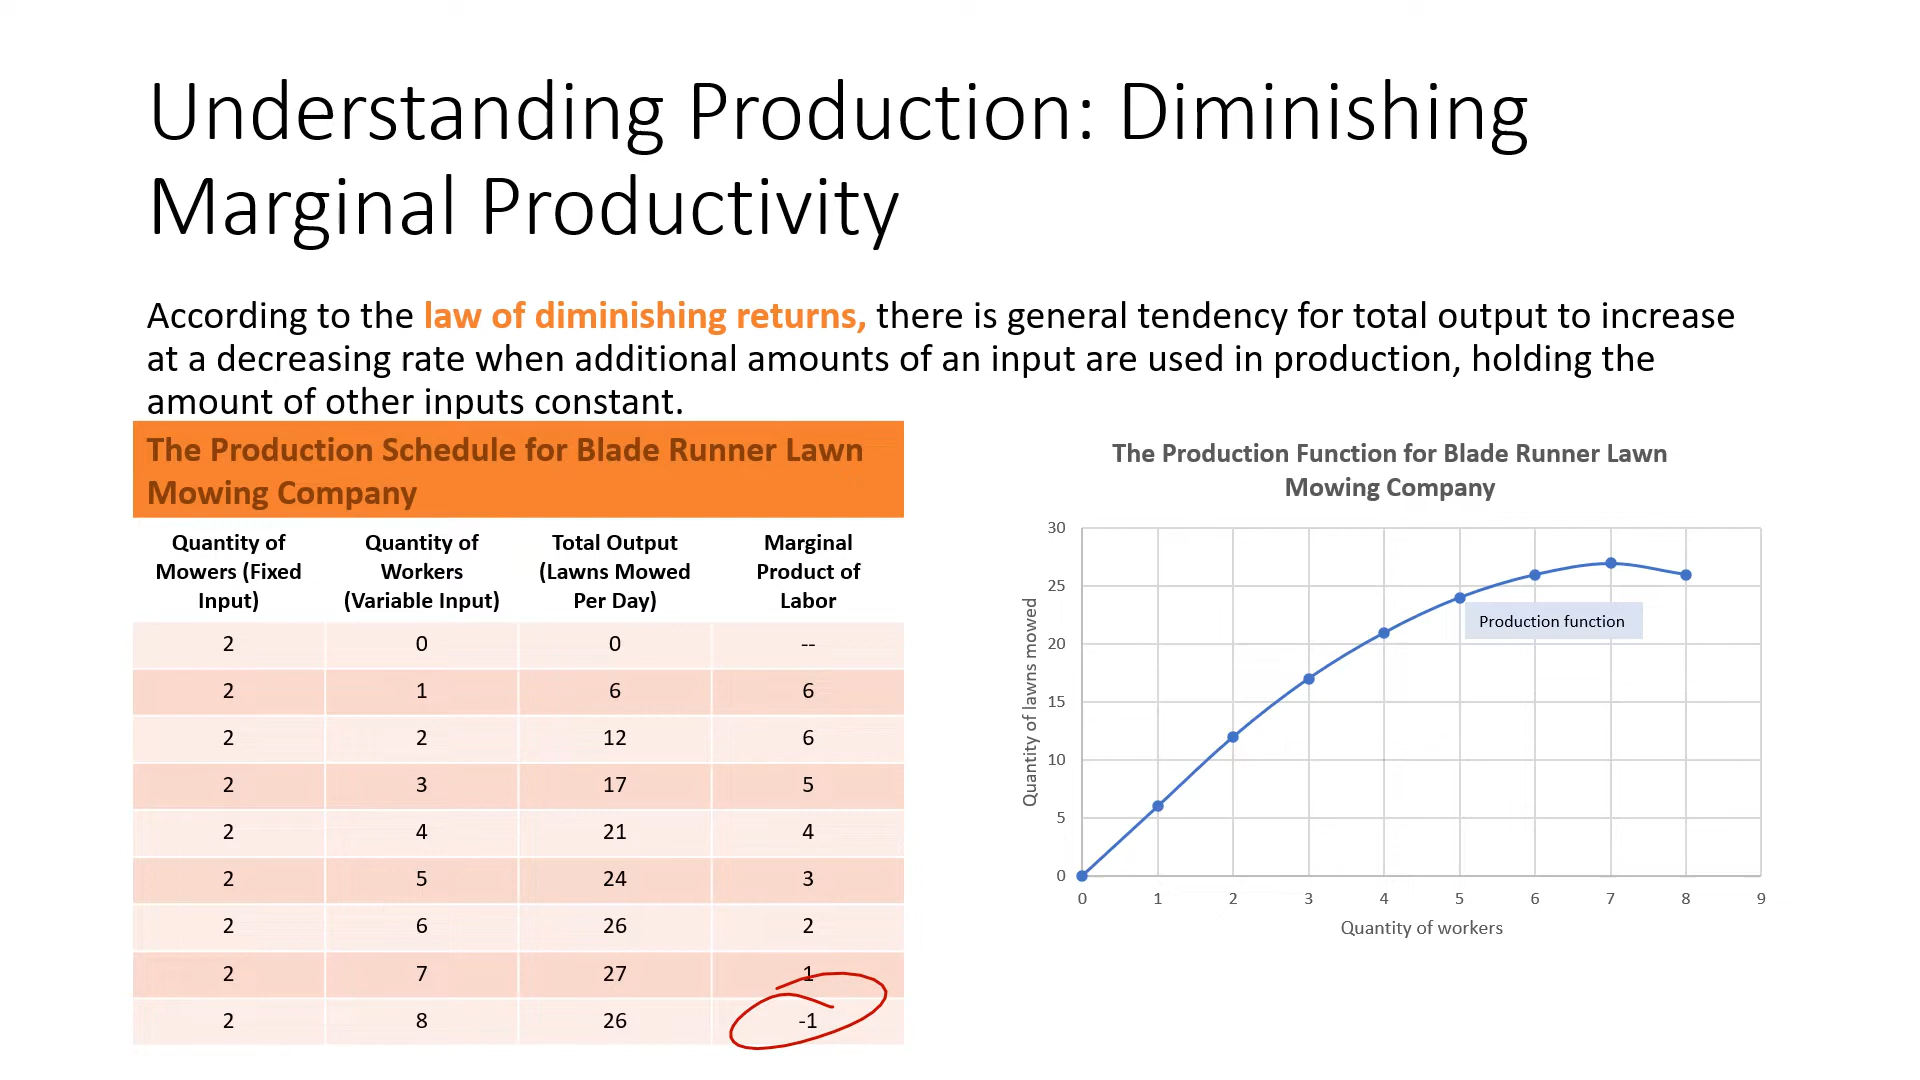 Understanding Production: Diminishing
Marginal Productivity
According to the law of diminishing returns, there is general tendency for total output to increase
at a decreasing rate when additional amounts of an input are used in production, holding the
amount of other inputs constant.
The Production Schedule for Blade Runner Lawn
Mowing Company
Quantity of Quantity of Total Output Marginal
Mowers (Fixed Workers (Lawns Mowed Product of
Input) (Variable Input) Per Day) Labor
2 0 0 --
2 1 6 6
2 2 12 6
2 3 17 5
2 4 21 4
2 5 24 3
2 6 26 2
2 7 27 1
2 8 26 -1
The Production Function for Blade Runner Lawn
Mowing Company
Quantity of lawns mowed
30
25
20
15
10
5
0
Production function
0 1 2 3 4 5 6 7 8 9
Quantity of workers